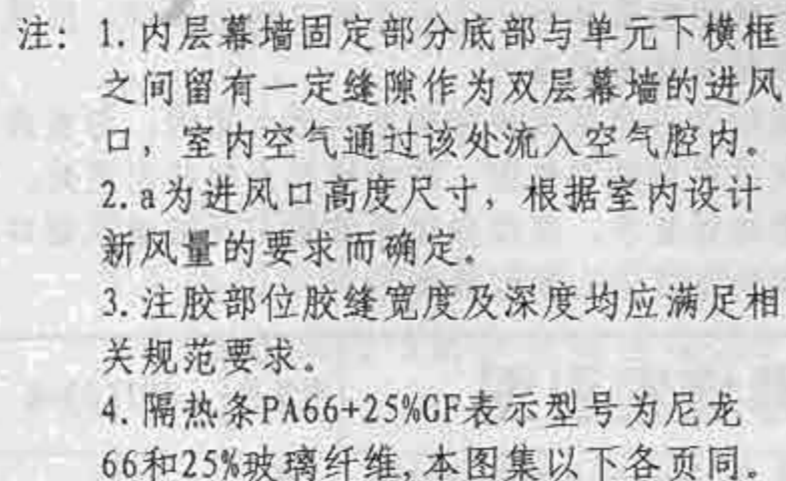 注: 1.内层幕墙固定部分底部与单元下横框
之间留有一定缝隙作为双层幕墙的进风
口，室内空气通过该处流入空气腔内。
2.a为进风口高度尺寸，根据室内设计
新风量的要求而确定。
3.注胶部位胶缝宽度及深度均应满足相
关规范要求。
4.隔热条PA66+25%GF表示型号为尼龙
66和25%玻璃纤维,本图集以下各页同。